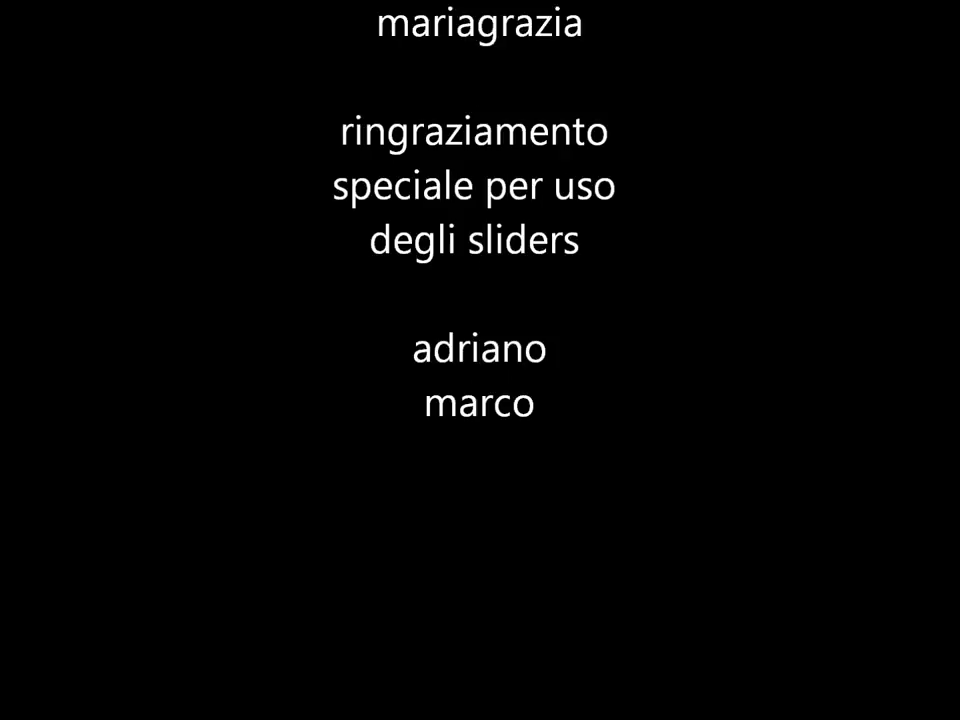 mariagrazia
ringraziamento
speciale per uso
degli sliders
adriano
marco